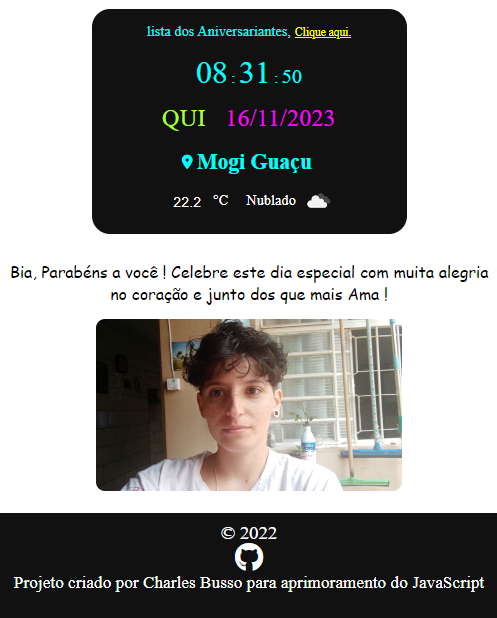 lista dos Aniversariantes, Clique aqui.
08 : 31 : 50
QUI 16/11/2023
Mogi Guaçu
22.2 °C Nublado
Bia, Parabéns a você ! Celebre este dia especial com muita alegria
no coração e junto dos que mais Ama !
© 2022
Projeto criado por Charles Busso para aprimoramento do JavaScript